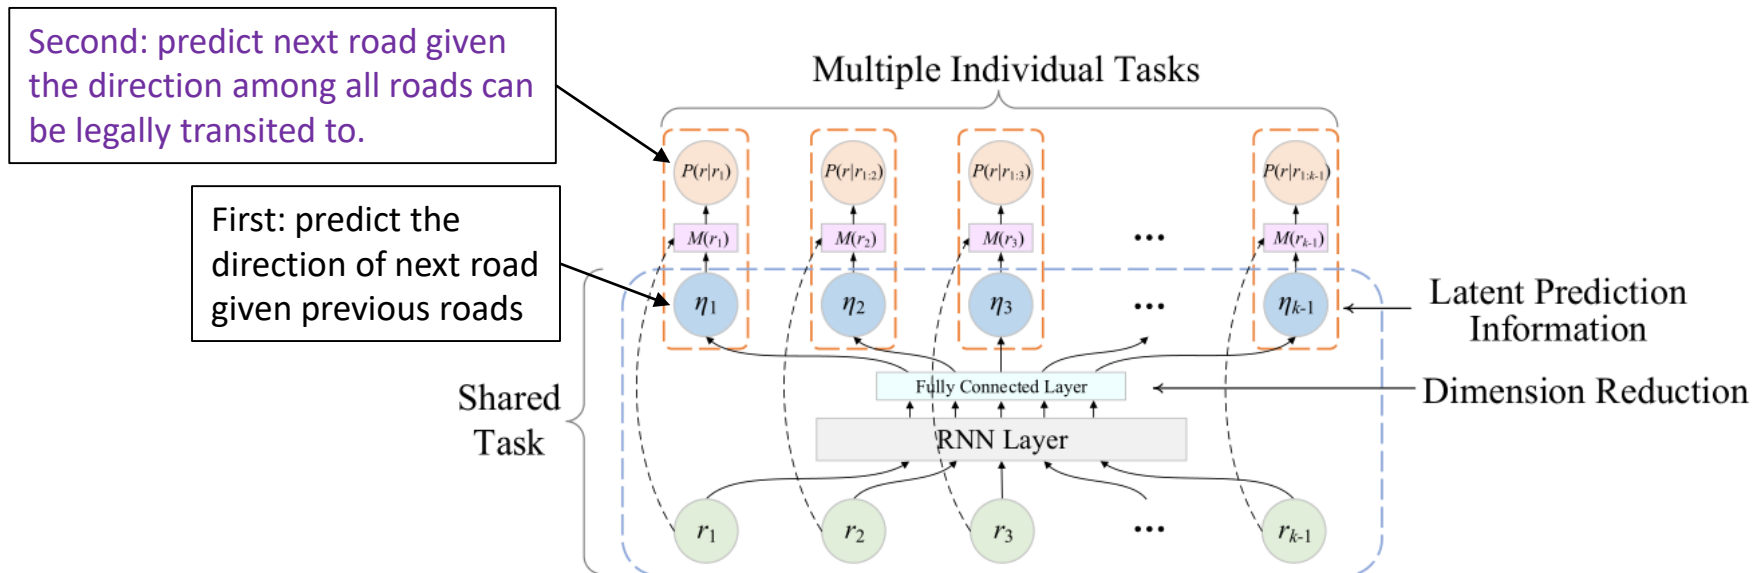 Second: predict next road given
the direction among all roads can
be legally transited to.
Multiple Individual Tasks
P(r|r₁) P(r|r₁:₂) P(r|r₁:₃) P(r|r₁:ₖ₋₁)
First: predict the
direction of next road
given previous roads
M(r₁) M(r₂) M(r₃) ... M(rₖ₋₁)
η₁ η₂ η₃ ... ηₖ₋₁
Latent Prediction
Information
Fully Connected Layer
Dimension Reduction
Shared
Task
RNN Layer
r₁ r₂ r₃ ... rₖ₋₁